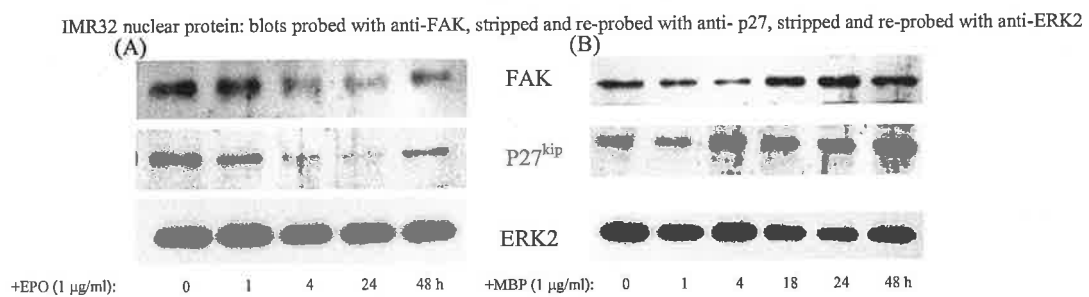 IMR32 nuclear protein: blots probed with anti-FAK, stripped and re-probed with anti- p27, stripped and re-probed with anti-ERK2
(A)
(B)
FAK
P27kip
ERK2
+EPO (1 μg/ml): 0 1 4 24 48 h
+MBP (1 μg/ml): 0 1 4 18 24 48 h